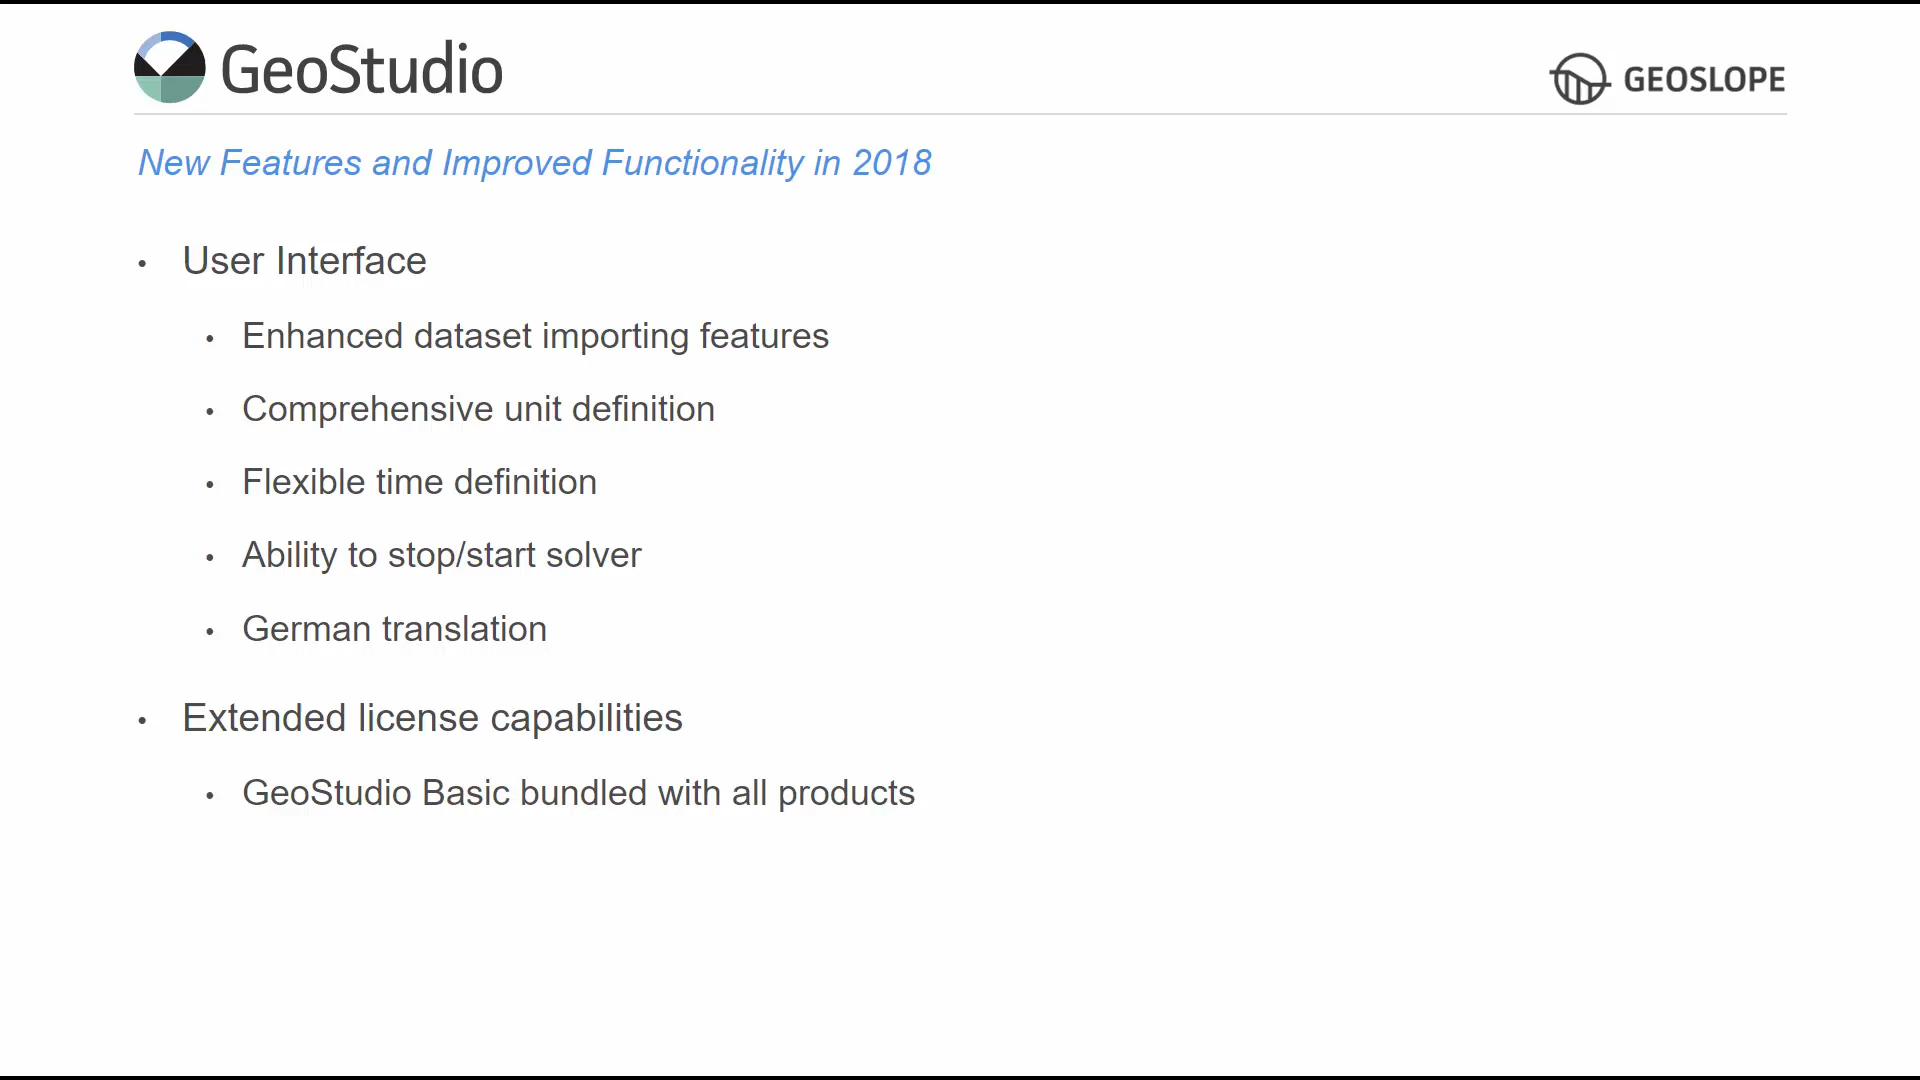 GeoStudio
GEOSLOPE
New Features and Improved Functionality in 2018
• User Interface
• Enhanced dataset importing features
• Comprehensive unit definition
• Flexible time definition
• Ability to stop/start solver
• German translation
• Extended license capabilities
• GeoStudio Basic bundled with all products